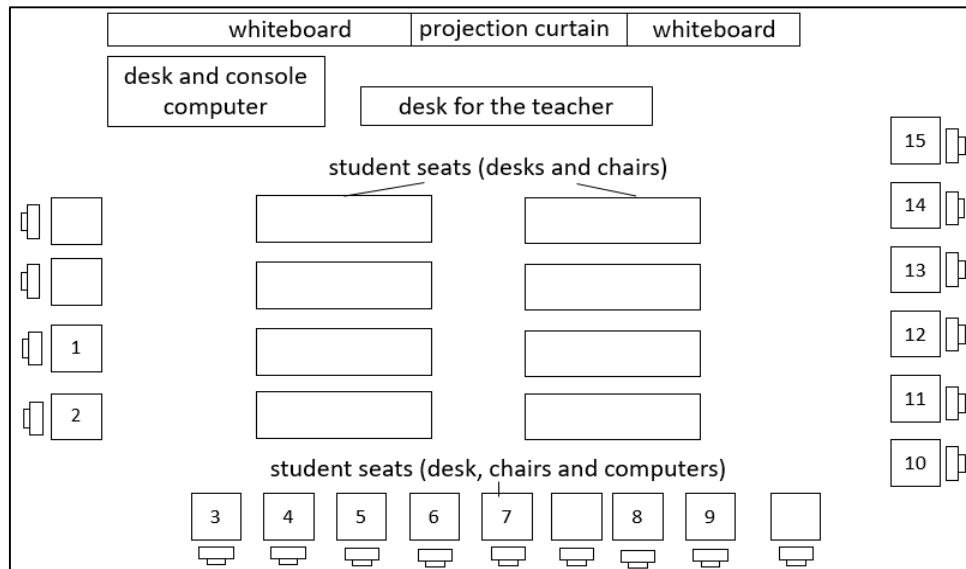 whiteboard
projection curtain
whiteboard
desk and console
computer
desk for the teacher
student seats (desks and chairs)
15
14
13
12
11
10
1
2
student seats (desk, chairs and computers)
3
4
5
6
7
8
9